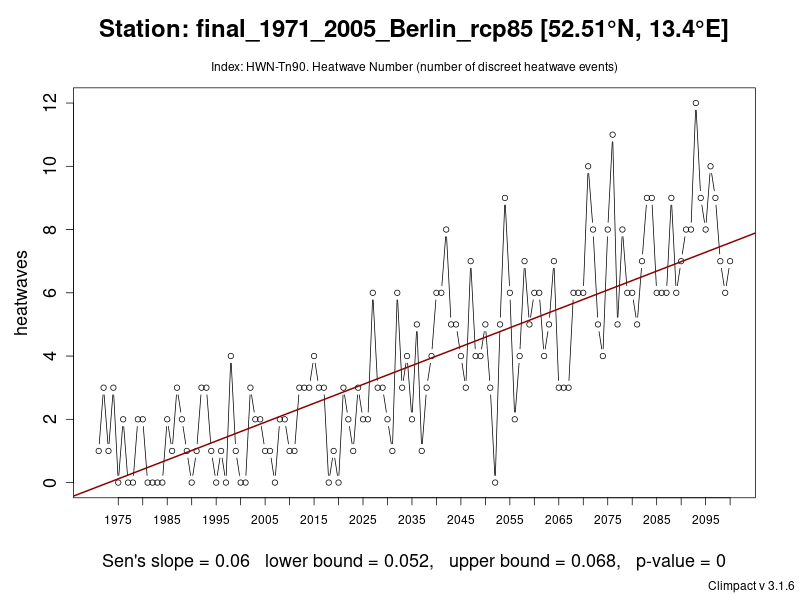 Station: final_1971_2005_Berlin_rcp85 [52.51°N, 13.4°E]
Index: HWN-Tn90. Heatwave Number (number of discreet heatwave events)
12
10
8
6
4
2
0
heatwaves
1975 1985 1995 2005 2015 2025 2035 2045 2055 2065 2075 2085 2095
Sen's slope = 0.06 lower bound = 0.052, upper bound = 0.068, p-value = 0
Climpact v 3.1.6